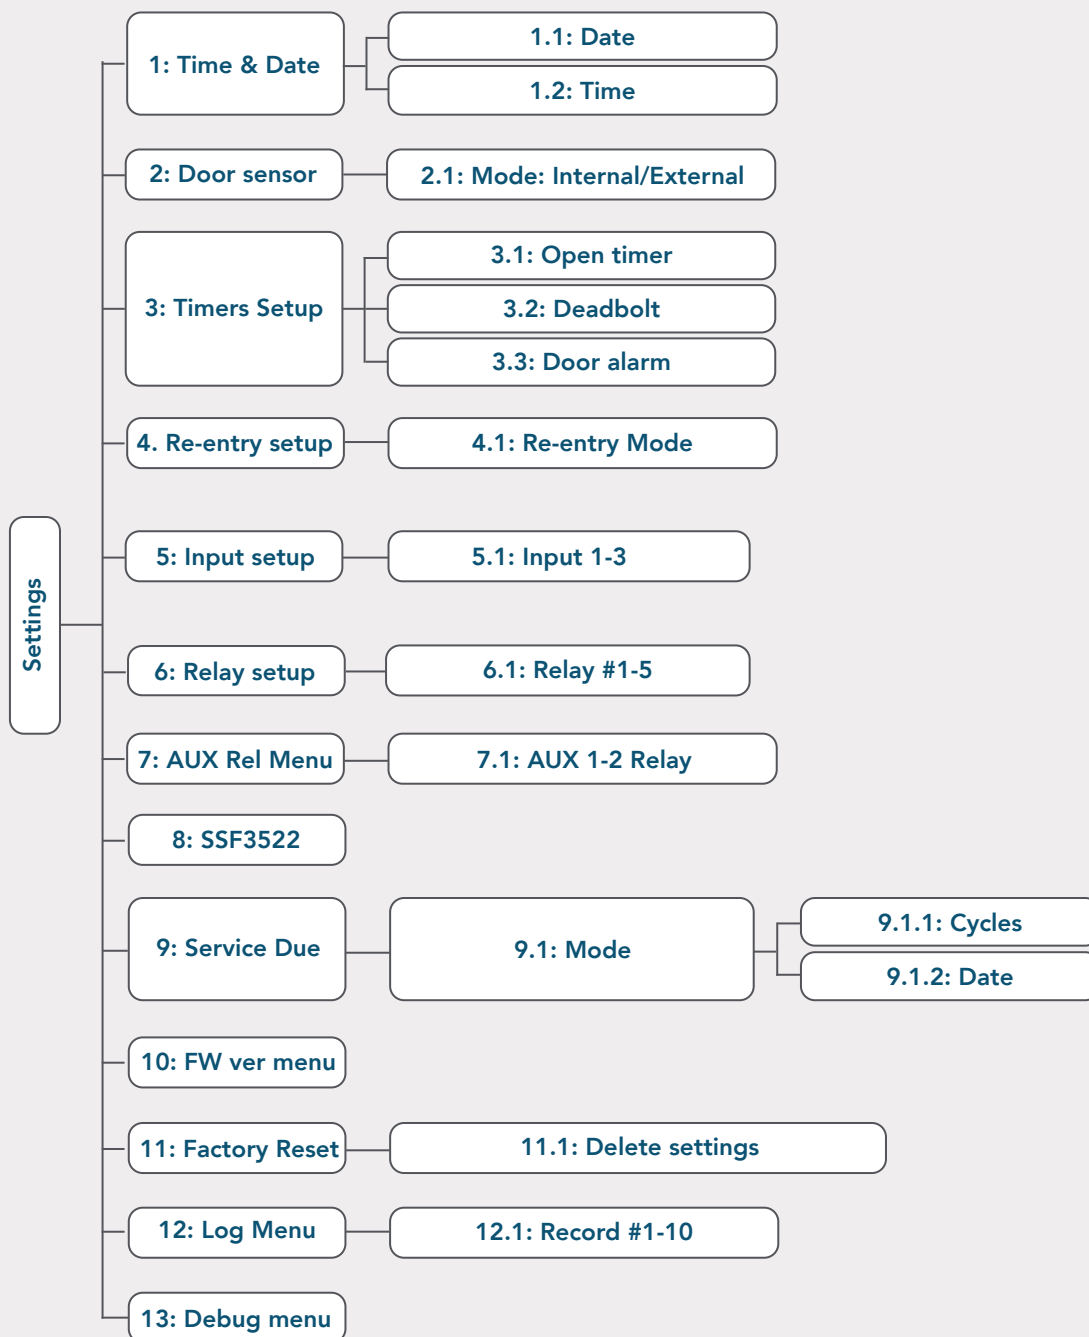 Settings
1: Time & Date
1.1: Date
1.2: Time
2: Door sensor
2.1: Mode: Internal/External
3: Timers Setup
3.1: Open timer
3.2: Deadbolt
3.3: Door alarm
4. Re-entry setup
4.1: Re-entry Mode
5: Input setup
5.1: Input 1-3
6: Relay setup
6.1: Relay #1-5
7: AUX Rel Menu
7.1: AUX 1-2 Relay
8: SSF3522
9: Service Due
9.1: Mode
9.1.1: Cycles
9.1.2: Date
10: FW ver menu
11: Factory Reset
11.1: Delete settings
12: Log Menu
12.1: Record #1-10
13: Debug menu